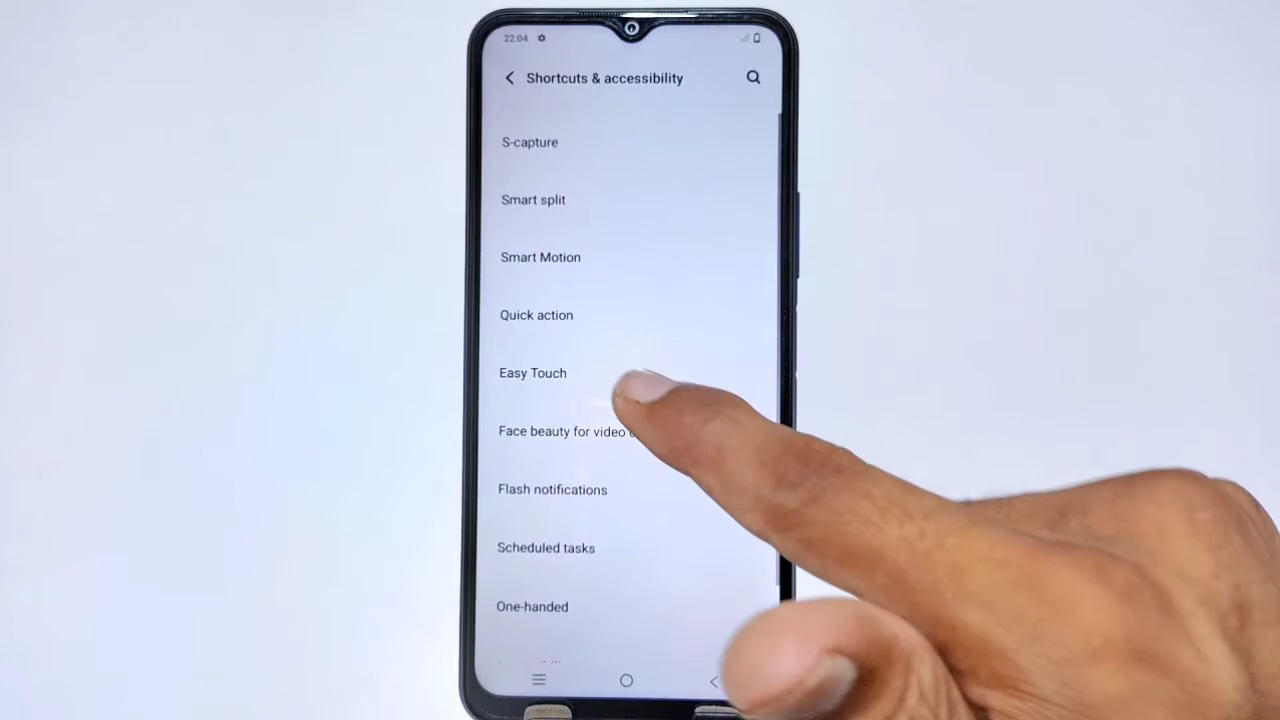 22:04
Shortcuts & accessibility
S-capture
Smart split
Smart Motion
Quick action
Easy Touch
Face beauty for video
Flash notifications
Scheduled tasks
One-handed